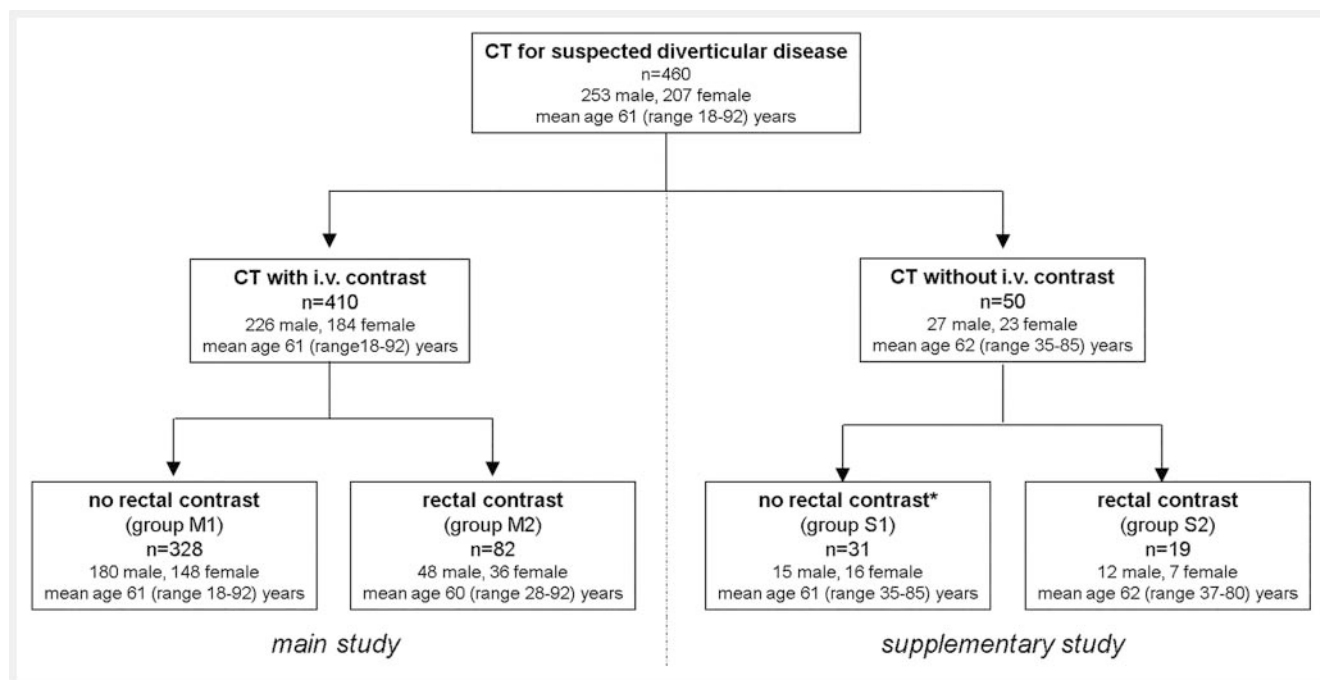 CT for suspected diverticular disease
n=460
253 male, 207 female
mean age 61 (range 18-92) years
CT with i.v. contrast
n=410
226 male, 184 female
mean age 61 (range18-92) years
CT without i.v. contrast
n=50
27 male, 23 female
mean age 62 (range 35-85) years
no rectal contrast
(group M1)
n=328
180 male, 148 female
mean age 61 (range 18-92) years
rectal contrast
(group M2)
n=82
48 male, 36 female
mean age 60 (range 28-92) years
no rectal contrast*
(group S1)
n=31
15 male, 16 female
mean age 61 (range 35-85) years
rectal contrast
(group S2)
n=19
12 male, 7 female
mean age 62 (range 37-80) years
main study
supplementary study